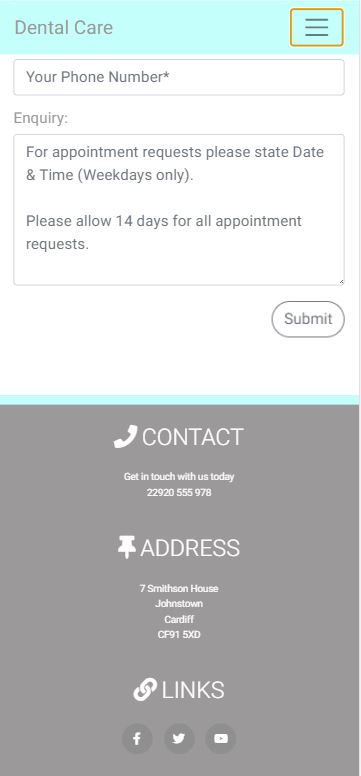 Dental Care
Your Phone Number*
Enquiry:
For appointment requests please state Date
& Time (Weekdays only).
Please allow 14 days for all appointment
requests.
Submit
CONTACT
Get in touch with us today
22920 555 978
ADDRESS
7 Smithson House
Johnstown
Cardiff
CF91 5XD
LINKS